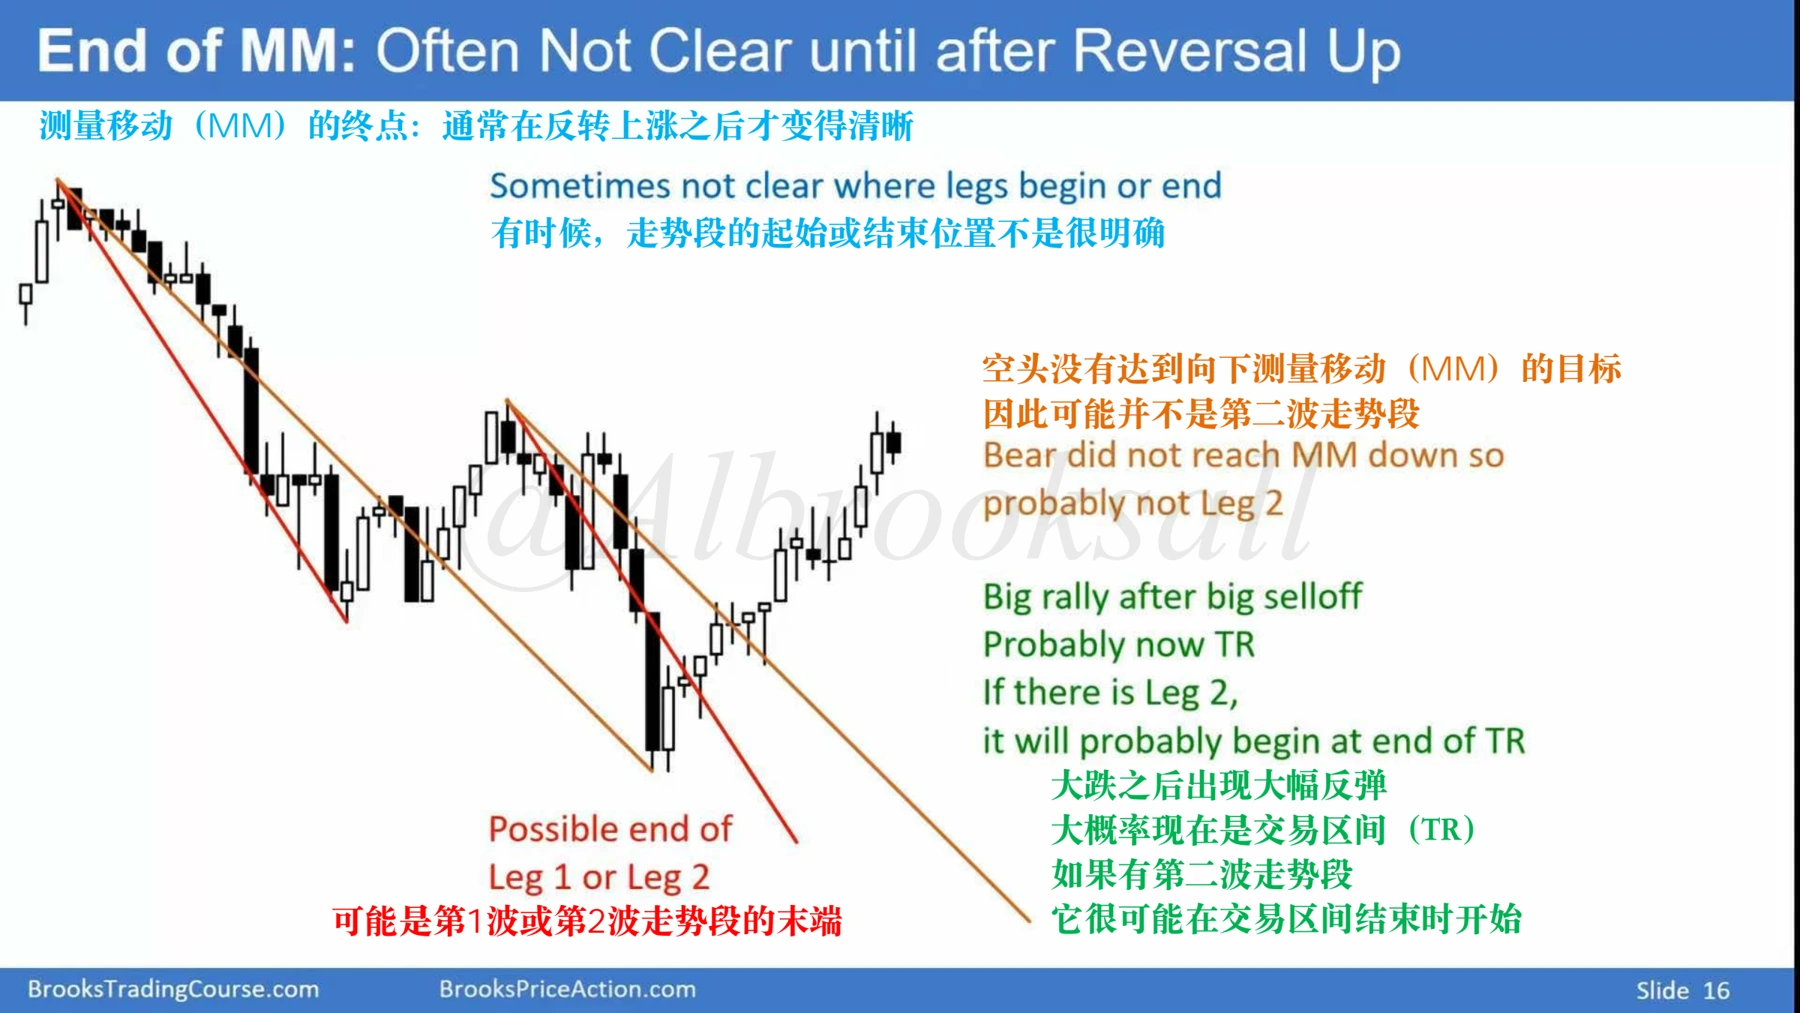 End of MM: Often Not Clear until after Reversal Up
测量移动（MM）的终点：通常在反转上涨之后才变得清晰
Sometimes not clear where legs begin or end
有时候，走势段的起始或结束位置不是很明确
空头没有达到向下测量移动（MM）的目标
因此可能并不是第二波走势段
Bear did not reach MM down so
probably not Leg 2
@Albrooksall
Big rally after big selloff
Probably now TR
If there is Leg 2,
it will probably begin at end of TR
大跌之后出现大幅反弹
大概率现在是交易区间（TR）
如果有第二波走势段
它很可能在交易区间结束时开始
Possible end of
Leg 1 or Leg 2
可能是第1波或第2波走势段的末端
BrooksTradingCourse.com
BrooksPriceAction.com
Slide 16